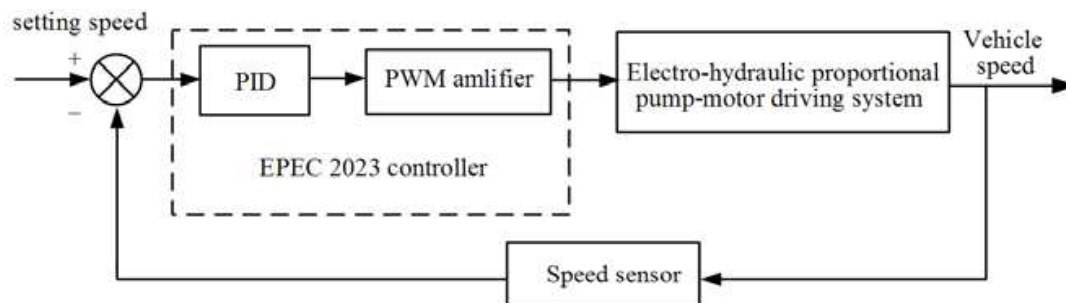 setting speed
+
−
PID
PWM amlifier
EPEC 2023 controller
Electro-hydraulic proportional
pump-motor driving system
Vehicle
speed
Speed sensor